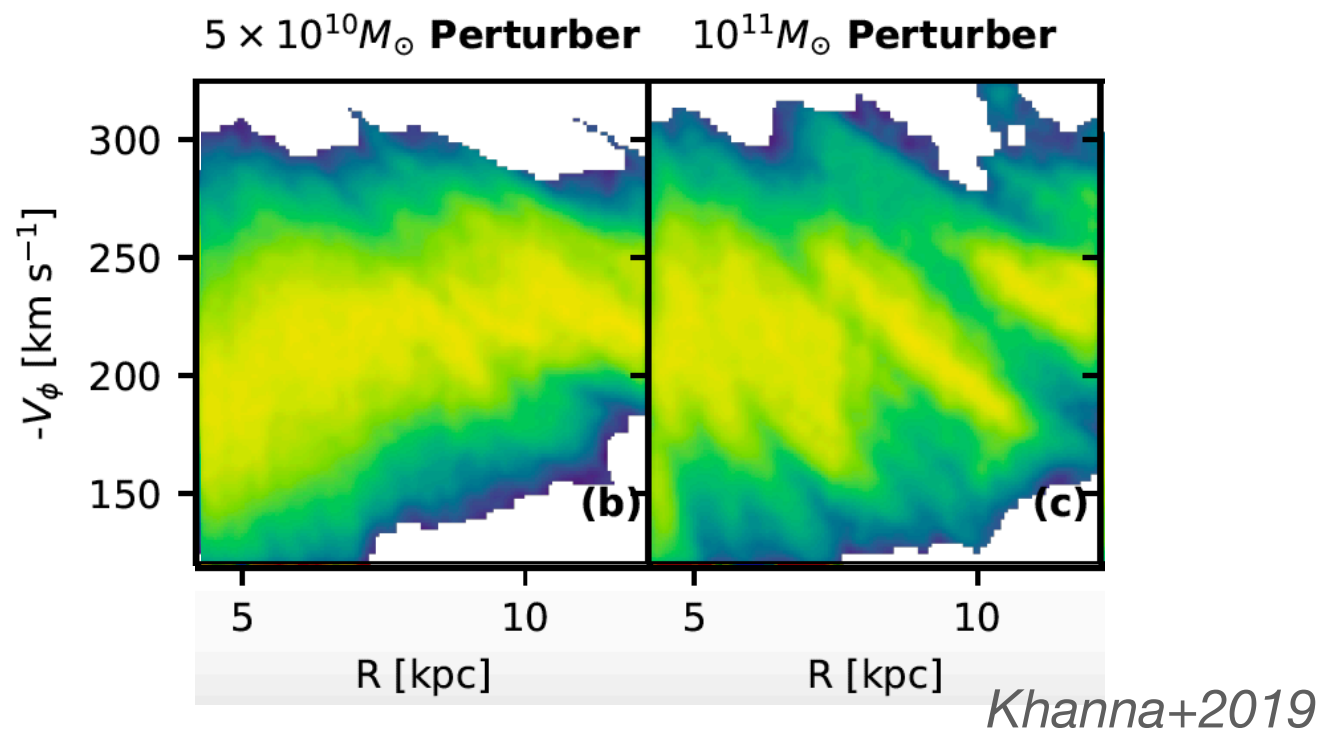 5 × 10¹⁰M⊙ Perturber
10¹¹M⊙ Perturber
-Vϕ [km s⁻¹]
300
250
200
150
(b)
(c)
5
10
5
10
R [kpc]
R [kpc]
Khanna+2019